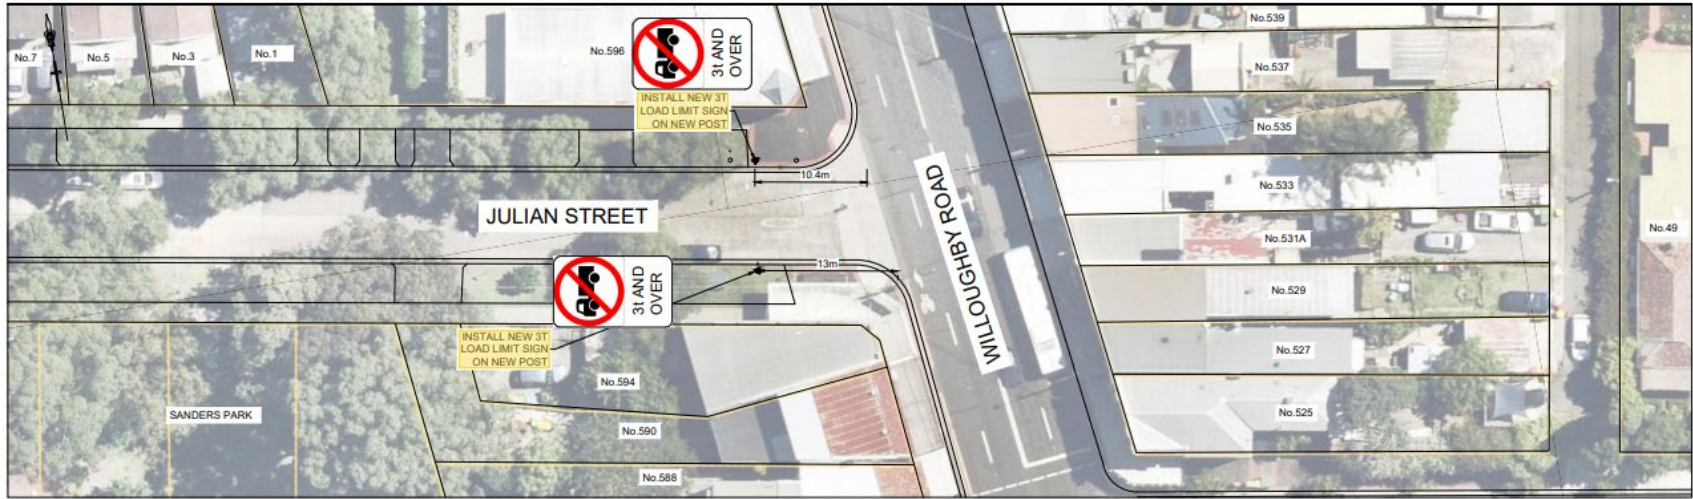 No.7
No.5
No.3
No.1
No.596
3t AND
OVER
INSTALL NEW 3T
LOAD LIMIT SIGN
ON NEW POST
10.4m
JULIAN STREET
WILLOUGHBY ROAD
13m
3t AND
OVER
INSTALL NEW 3T
LOAD LIMIT SIGN
ON NEW POST
SANDERS PARK
No.594
No.590
No.588
No.539
No.537
No.535
No.533
No.531A
No.529
No.527
No.525
No.49